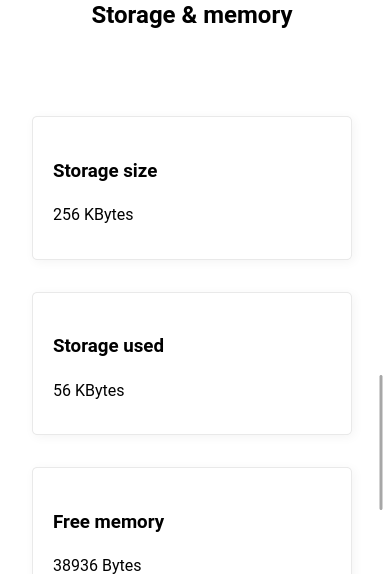 Storage & memory
Storage size
256 KBytes
Storage used
56 KBytes
Free memory
38936 Bytes